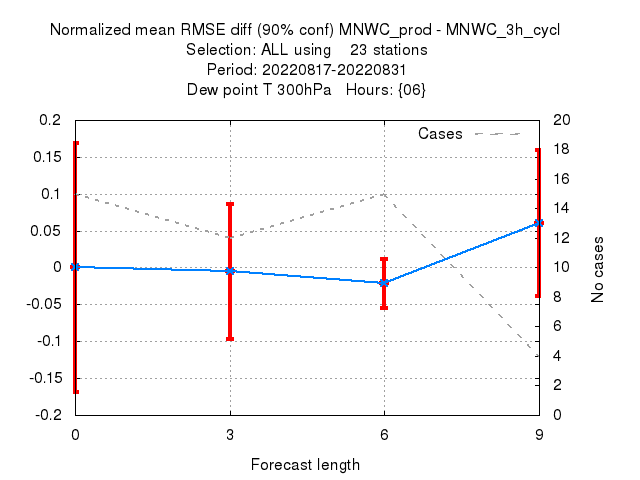 Normalized mean RMSE diff (90% conf) MNWC_prod - MNWC_3h_cycl
Selection: ALL using    23 stations
Period: 20220817-20220831
Dew point T 300hPa   Hours: {06}
Cases
0.2
0.15
0.1
0.05
0
-0.05
-0.1
-0.15
-0.2
20
18
16
14
12
10
8
6
4
2
0
No cases
0 3 6 9
Forecast length